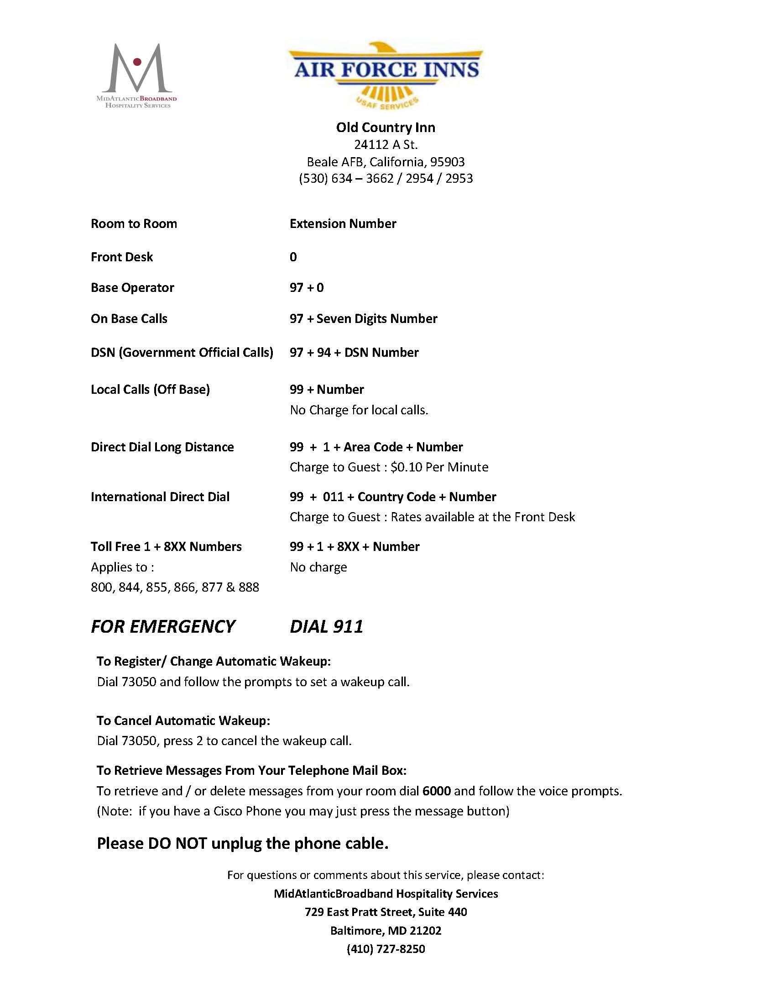 MIDATLANTICBROADBAND
HOSPITALITY SERVICES
AIR FORCE INNS
USAF SERVICES
Old Country Inn
24112 A St.
Beale AFB, California, 95903
(530) 634 – 3662 / 2954 / 2953
Room to Room Extension Number
Front Desk 0
Base Operator 97 + 0
On Base Calls 97 + Seven Digits Number
DSN (Government Official Calls) 97 + 94 + DSN Number
Local Calls (Off Base) 99 + Number
No Charge for local calls.
Direct Dial Long Distance 99 + 1 + Area Code + Number
Charge to Guest : $0.10 Per Minute
International Direct Dial 99 + 011 + Country Code + Number
Charge to Guest : Rates available at the Front Desk
Toll Free 1 + 8XX Numbers 99 + 1 + 8XX + Number
Applies to : No charge
800, 844, 855, 866, 877 & 888
FOR EMERGENCY DIAL 911
To Register/ Change Automatic Wakeup:
Dial 73050 and follow the prompts to set a wakeup call.
To Cancel Automatic Wakeup:
Dial 73050, press 2 to cancel the wakeup call.
To Retrieve Messages From Your Telephone Mail Box:
To retrieve and / or delete messages from your room dial 6000 and follow the voice prompts.
(Note: if you have a Cisco Phone you may just press the message button)
Please DO NOT unplug the phone cable.
For questions or comments about this service, please contact:
MidAtlanticBroadband Hospitality Services
729 East Pratt Street, Suite 440
Baltimore, MD 21202
(410) 727-8250